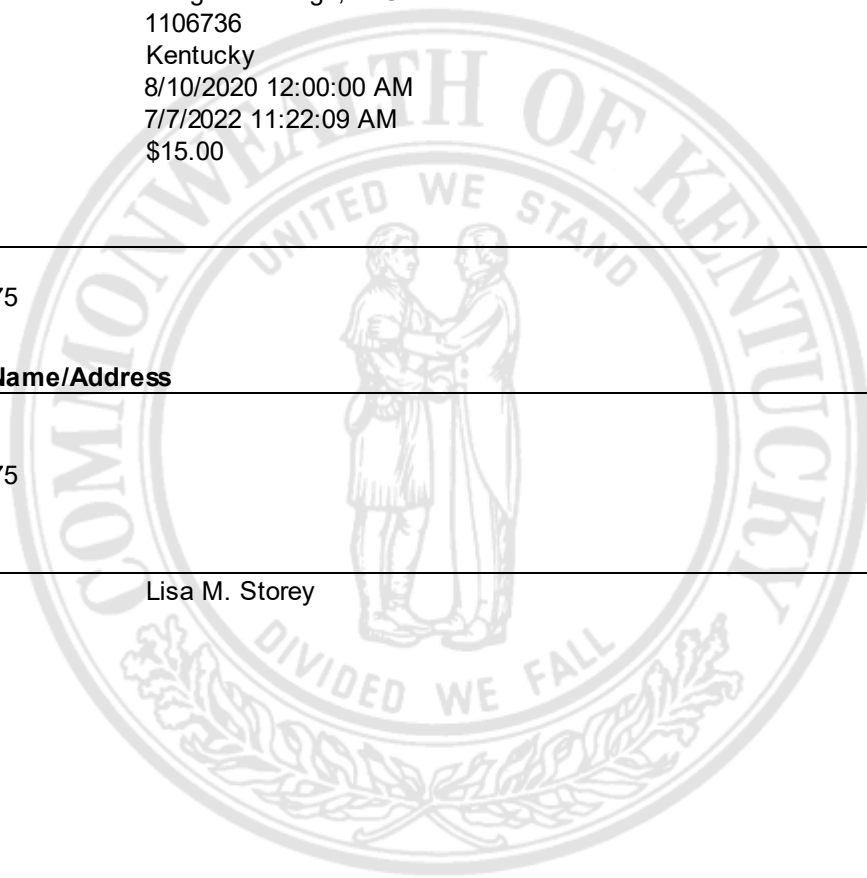 1106736
Kentucky
8/10/2020 12:00:00 AM
7/7/2022 11:22:09 AM
$15.00
COMMONWEALTH OF KENTUCKY
UNITED WE STAND
75
Name/Address
75
Lisa M. Storey
DIVIDED WE FALL